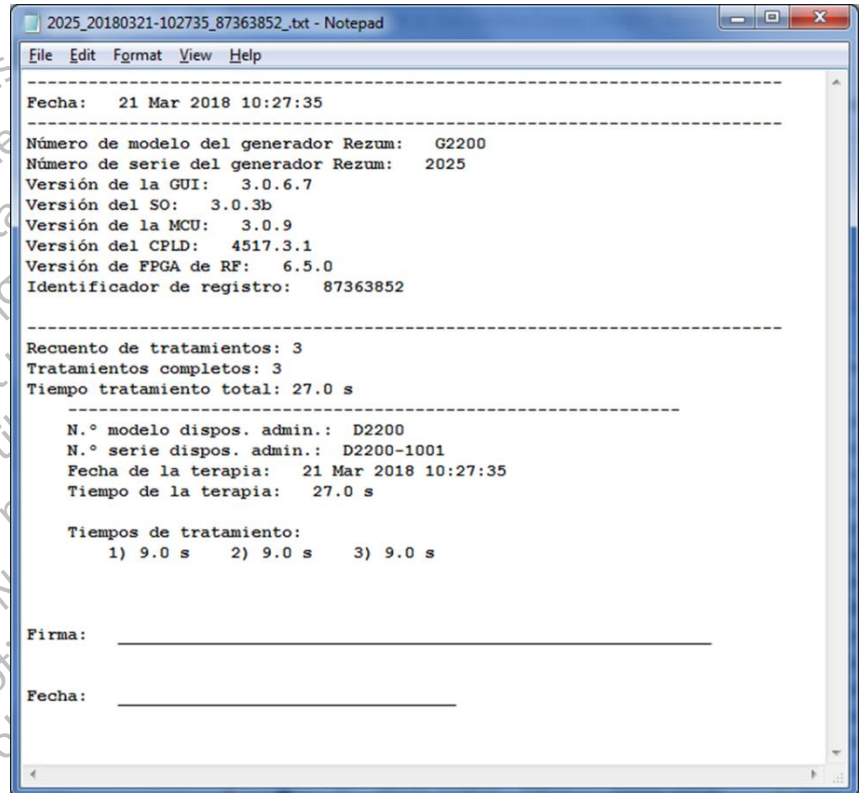 2025_20180321-102735_87363852_.txt - Notepad
File Edit Format View Help
--------------------------------------------------------------------------
Fecha: 21 Mar 2018 10:27:35
--------------------------------------------------------------------------
Número de modelo del generador Rezum: G2200
Número de serie del generador Rezum: 2025
Versión de la GUI: 3.0.6.7
Versión del SO: 3.0.3b
Versión de la MCU: 3.0.9
Versión del CPLD: 4517.3.1
Versión de FPGA de RF: 6.5.0
Identificador de registro: 87363852
--------------------------------------------------------------------------
Recuento de tratamientos: 3
Tratamientos completos: 3
Tiempo tratamiento total: 27.0 s
------------------------------------------------------------
N.° modelo dispos. admin.: D2200
N.° serie dispos. admin.: D2200-1001
Fecha de la terapia: 21 Mar 2018 10:27:35
Tiempo de la terapia: 27.0 s
Tiempos de tratamiento:
1) 9.0 s 2) 9.0 s 3) 9.0 s
Firma: ____________________________________________
Fecha: _________________________